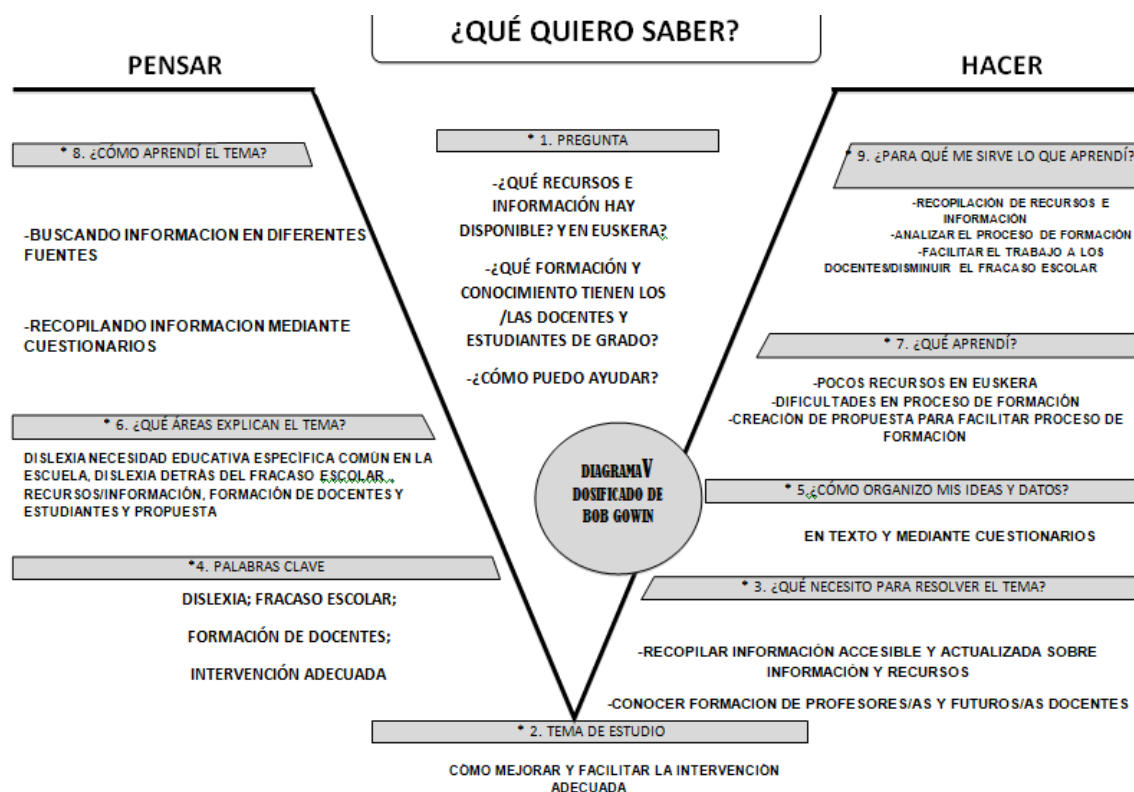 ¿QUÉ QUIERO SABER?
PENSAR
HACER
* 8. ¿CÓMO APRENDÍ EL TEMA?
-BUSCANDO INFORMACION EN DIFERENTES
FUENTES
-RECOPILANDO INFORMACION MEDIANTE
CUESTIONARIOS
* 6. ¿QUÉ ÁREAS EXPLICAN EL TEMA?
DISLEXIA NECESIDAD EDUCATIVA ESPECÍFICA COMÚN EN LA
ESCUELA, DISLEXIA DETRÁS DEL FRACASO ESCOLAR ,
RECURSOS/INFORMACIÓN, FORMACIÓN DE DOCENTES Y
ESTUDIANTES Y PROPUESTA
*4. PALABRAS CLAVE
DISLEXIA; FRACASO ESCOLAR;
FORMACIÓN DE DOCENTES;
INTERVENCIÓN ADECUADA
* 1. PREGUNTA
-¿QUÉ RECURSOS E
INFORMACIÓN HAY
DISPONIBLE? Y EN EUSKERA?
-¿QUÉ FORMACIÓN Y
CONOCIMIENTO TIENEN LOS
/LAS DOCENTES Y
ESTUDIANTES DE GRADO?
-¿CÓMO PUEDO AYUDAR?
DIAGRAMA V
DOSIFICADO DE
BOB GOWIN
* 9. ¿PARA QUÉ ME SIRVE LO QUE APRENDÍ?
-RECOPILACIÓN DE RECURSOS E
INFORMACIÓN
-ANALIZAR EL PROCESO DE FORMACIÓN
-FACILITAR EL TRABAJO A LOS
DOCENTES/DISMINUIR EL FRACASO ESCOLAR
* 7. ¿QUÉ APRENDÍ?
-POCOS RECURSOS EN EUSKERA
-DIFICULTADES EN PROCESO DE FORMACIÓN
-CREACIÓN DE PROPUESTA PARA FACILITAR PROCESO DE
FORMACIÓN
* 5.¿CÓMO ORGANIZO MIS IDEAS Y DATOS?
EN TEXTO Y MEDIANTE CUESTIONARIOS
* 3. ¿QUÉ NECESITO PARA RESOLVER EL TEMA?
-RECOPILAR INFORMACIÓN ACCESIBLE Y ACTUALIZADA SOBRE
INFORMACIÓN Y RECURSOS
-CONOCER FORMACION DE PROFESORES/AS Y FUTUROS/AS DOCENTES
* 2. TEMA DE ESTUDIO
CÓMO MEJORAR Y FACILITAR LA INTERVENCIÓN
ADECUADA